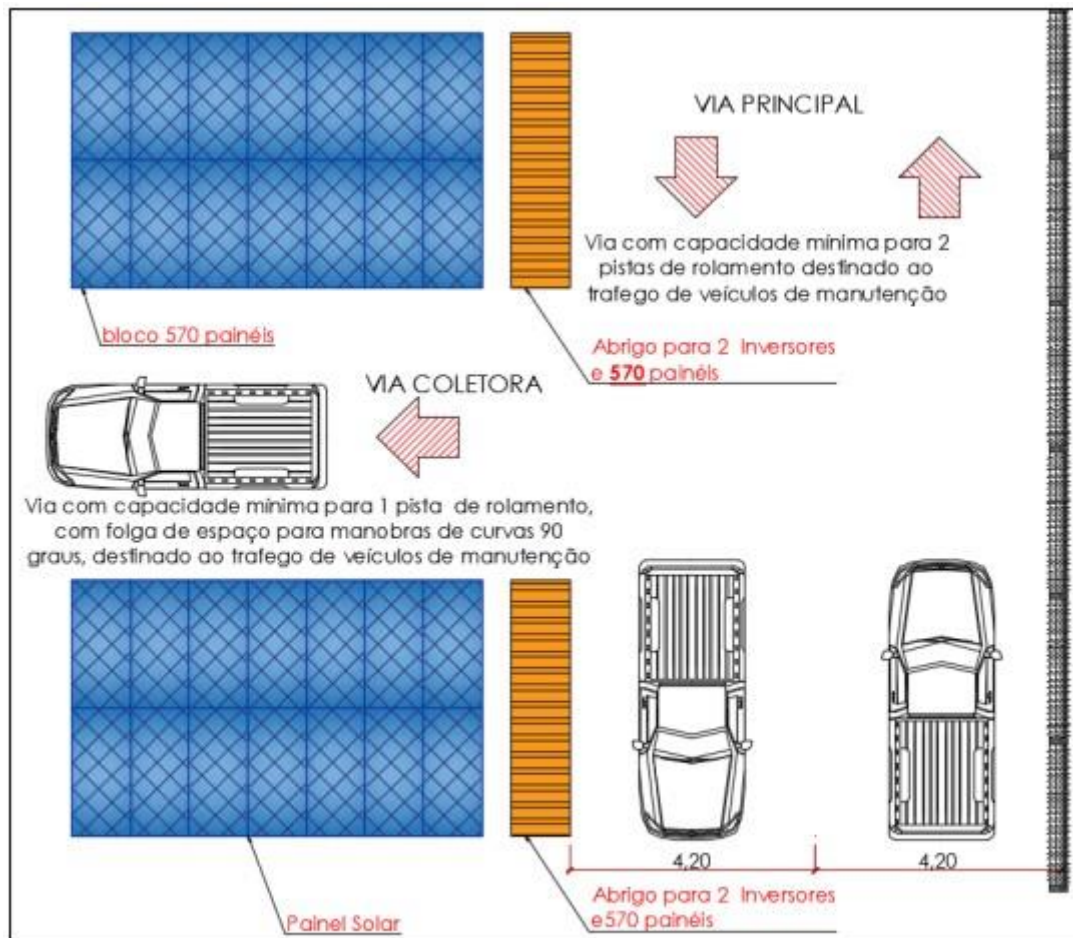 VIA PRINCIPAL
Via com capacidade mínima para 2
pistas de rolamento destinado ao
trafego de veículos de manutenção
bloco 570 painéis
Abrigo para 2 Inversores
e 570 painéis
VIA COLETORA
Via com capacidade mínima para 1 pista de rolamento,
com folga de espaço para manobras de curvas 90
graus, destinado ao trafego de veículos de manutenção
4,20
4,20
Abrigo para 2 Inversores
e570 painéis
Painel Solar